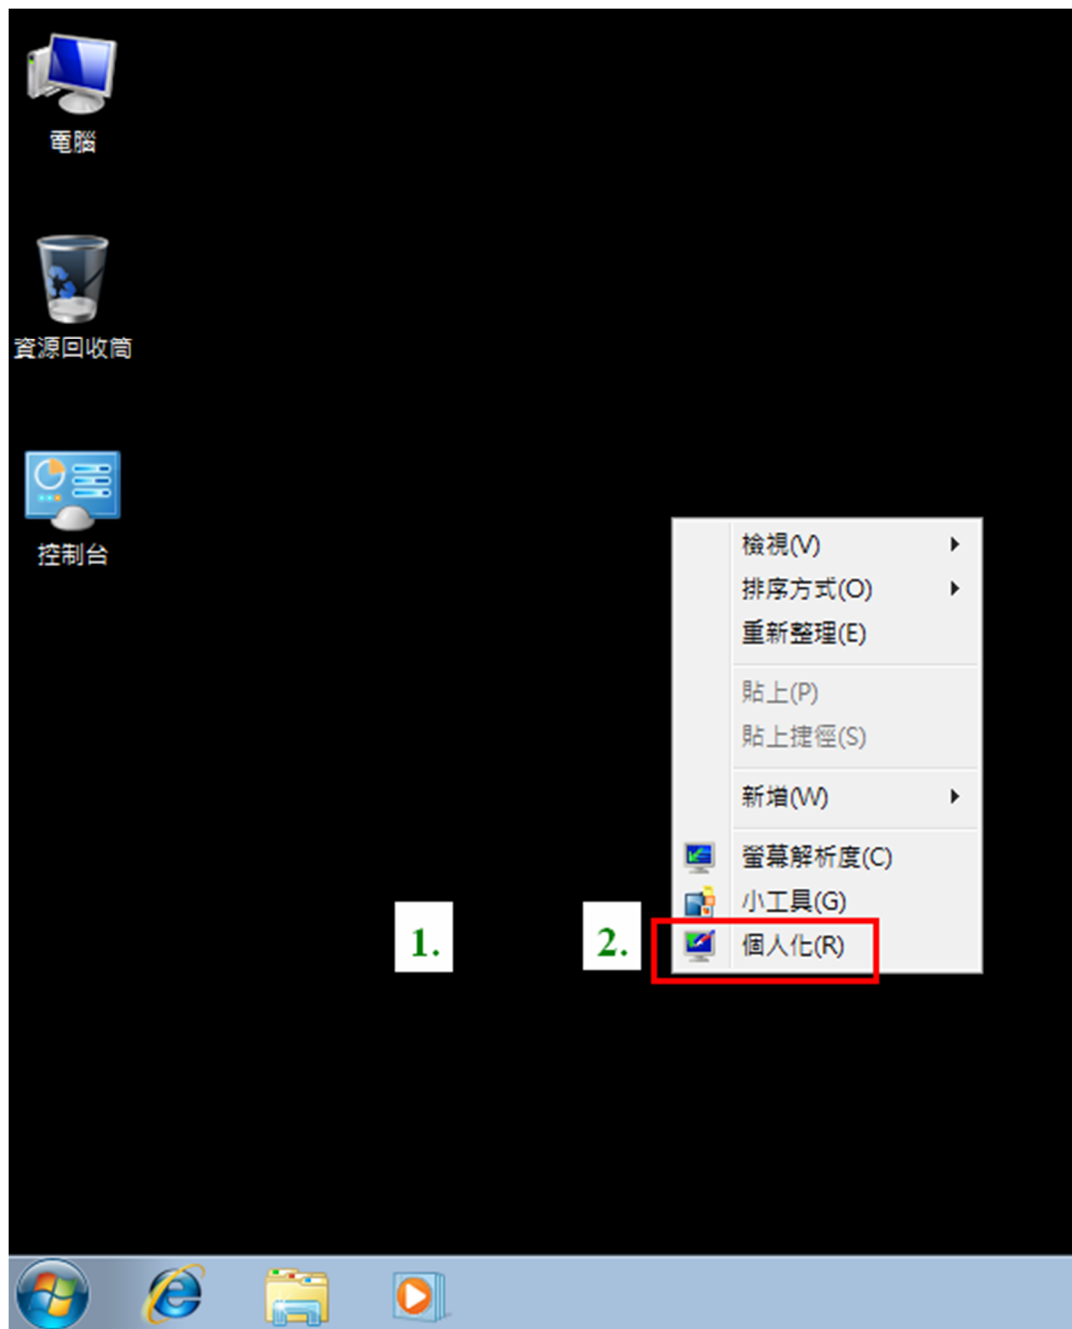 電腦
資源回收筒
控制台
檢視(V)
排序方式(O)
重新整理(E)
貼上(P)
貼上捷徑(S)
新增(W)
螢幕解析度(C)
小工具(G)
1.
2.
個人化(R)